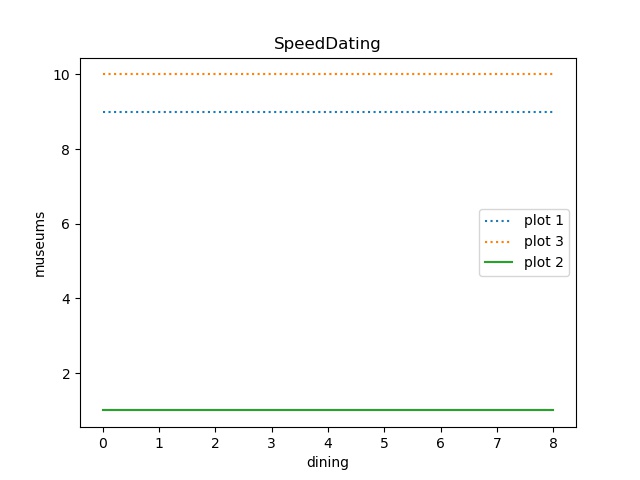 SpeedDating
10
8
6
4
2
museums
plot 1
plot 3
plot 2
0 1 2 3 4 5 6 7 8
dining